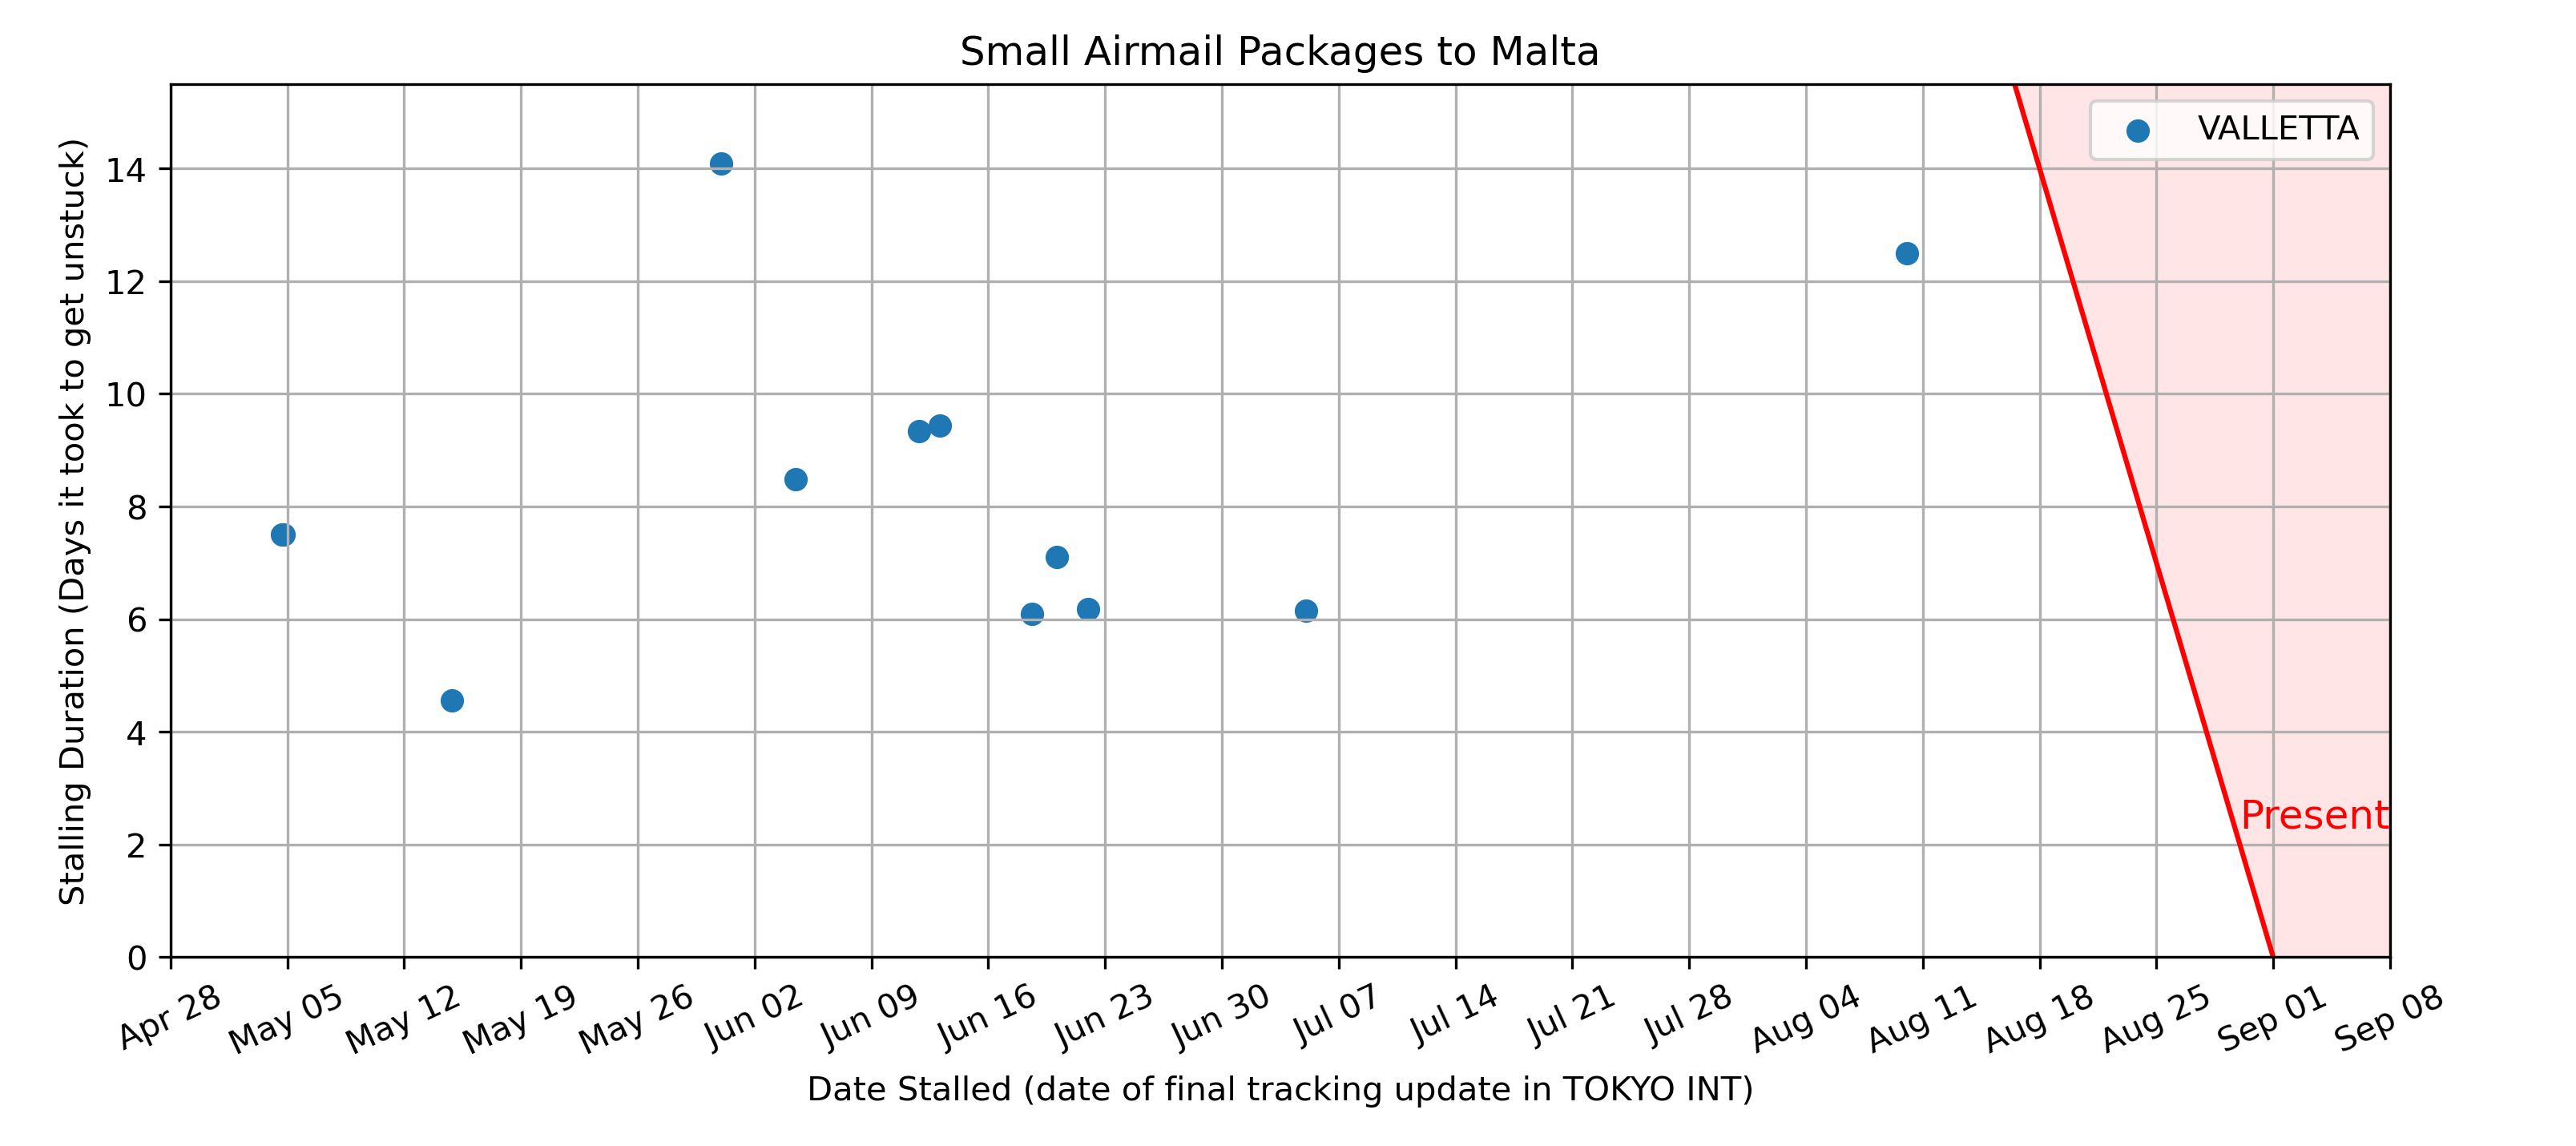 Small Airmail Packages to Malta
VALLETTA
Stalling Duration (Days it took to get unstuck)
14
12
10
8
6
4
2
0
Present
Apr 28
May 05
May 12
May 19
May 26
Jun 02
Jun 09
Jun 16
Jun 23
Jun 30
Jul 07
Jul 14
Jul 21
Jul 28
Aug 04
Aug 11
Aug 18
Aug 25
Sep 01
Sep 08
Date Stalled (date of final tracking update in TOKYO INT)